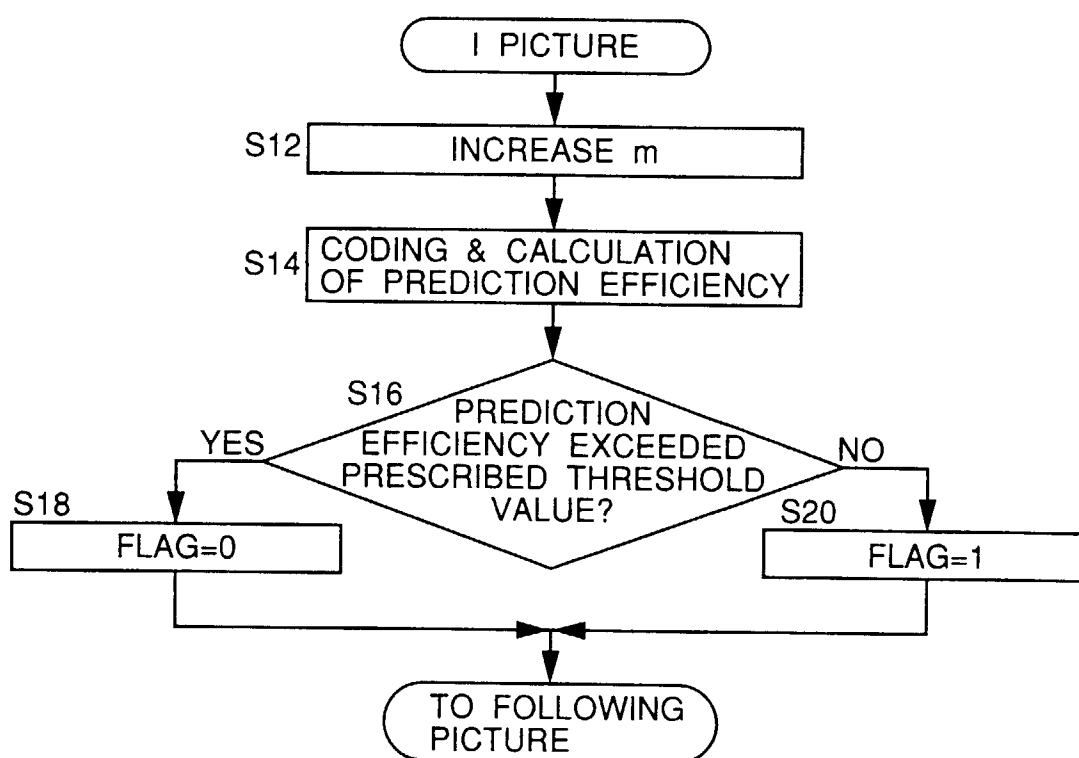 I PICTURE
S12
INCREASE m
S14
CODING & CALCULATION
OF PREDICTION EFFICIENCY
S16
PREDICTION
EFFICIENCY EXCEEDED
PRESCRIBED THRESHOLD
VALUE?
YES
NO
S18
FLAG=0
S20
FLAG=1
TO FOLLOWING
PICTURE